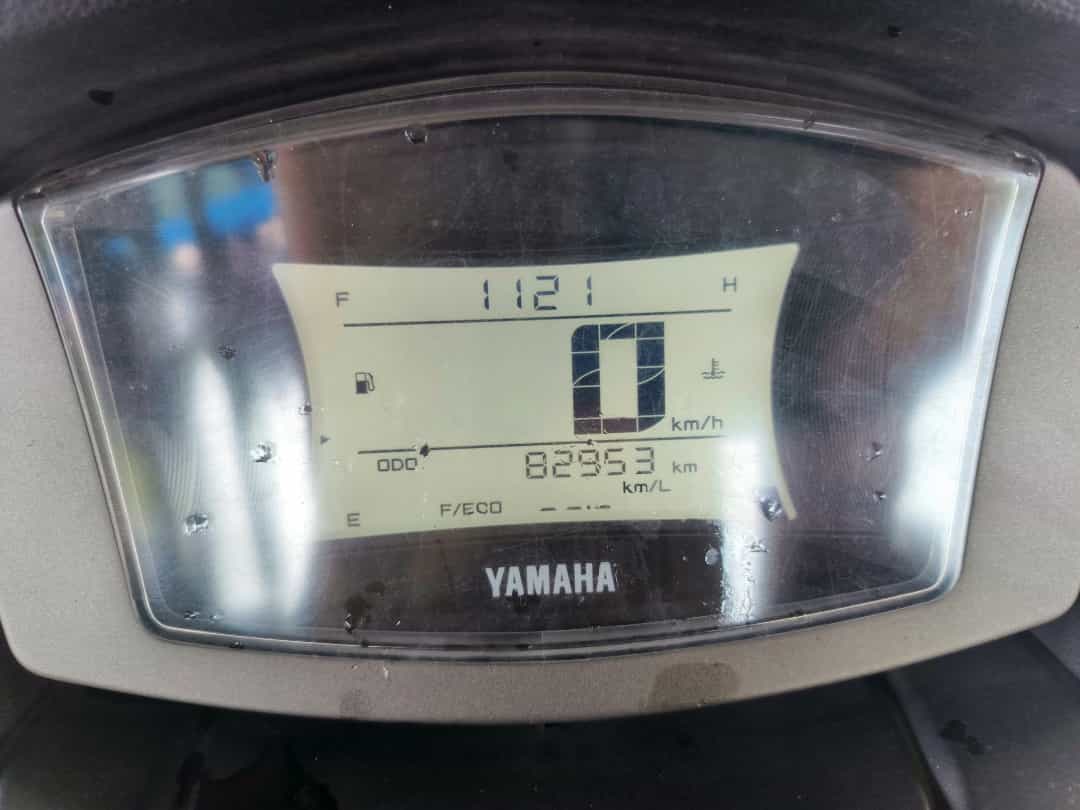 F 1121 H
0 km/h
ODO 82953 km
km/L
E F/ECO --.-
YAMAHA